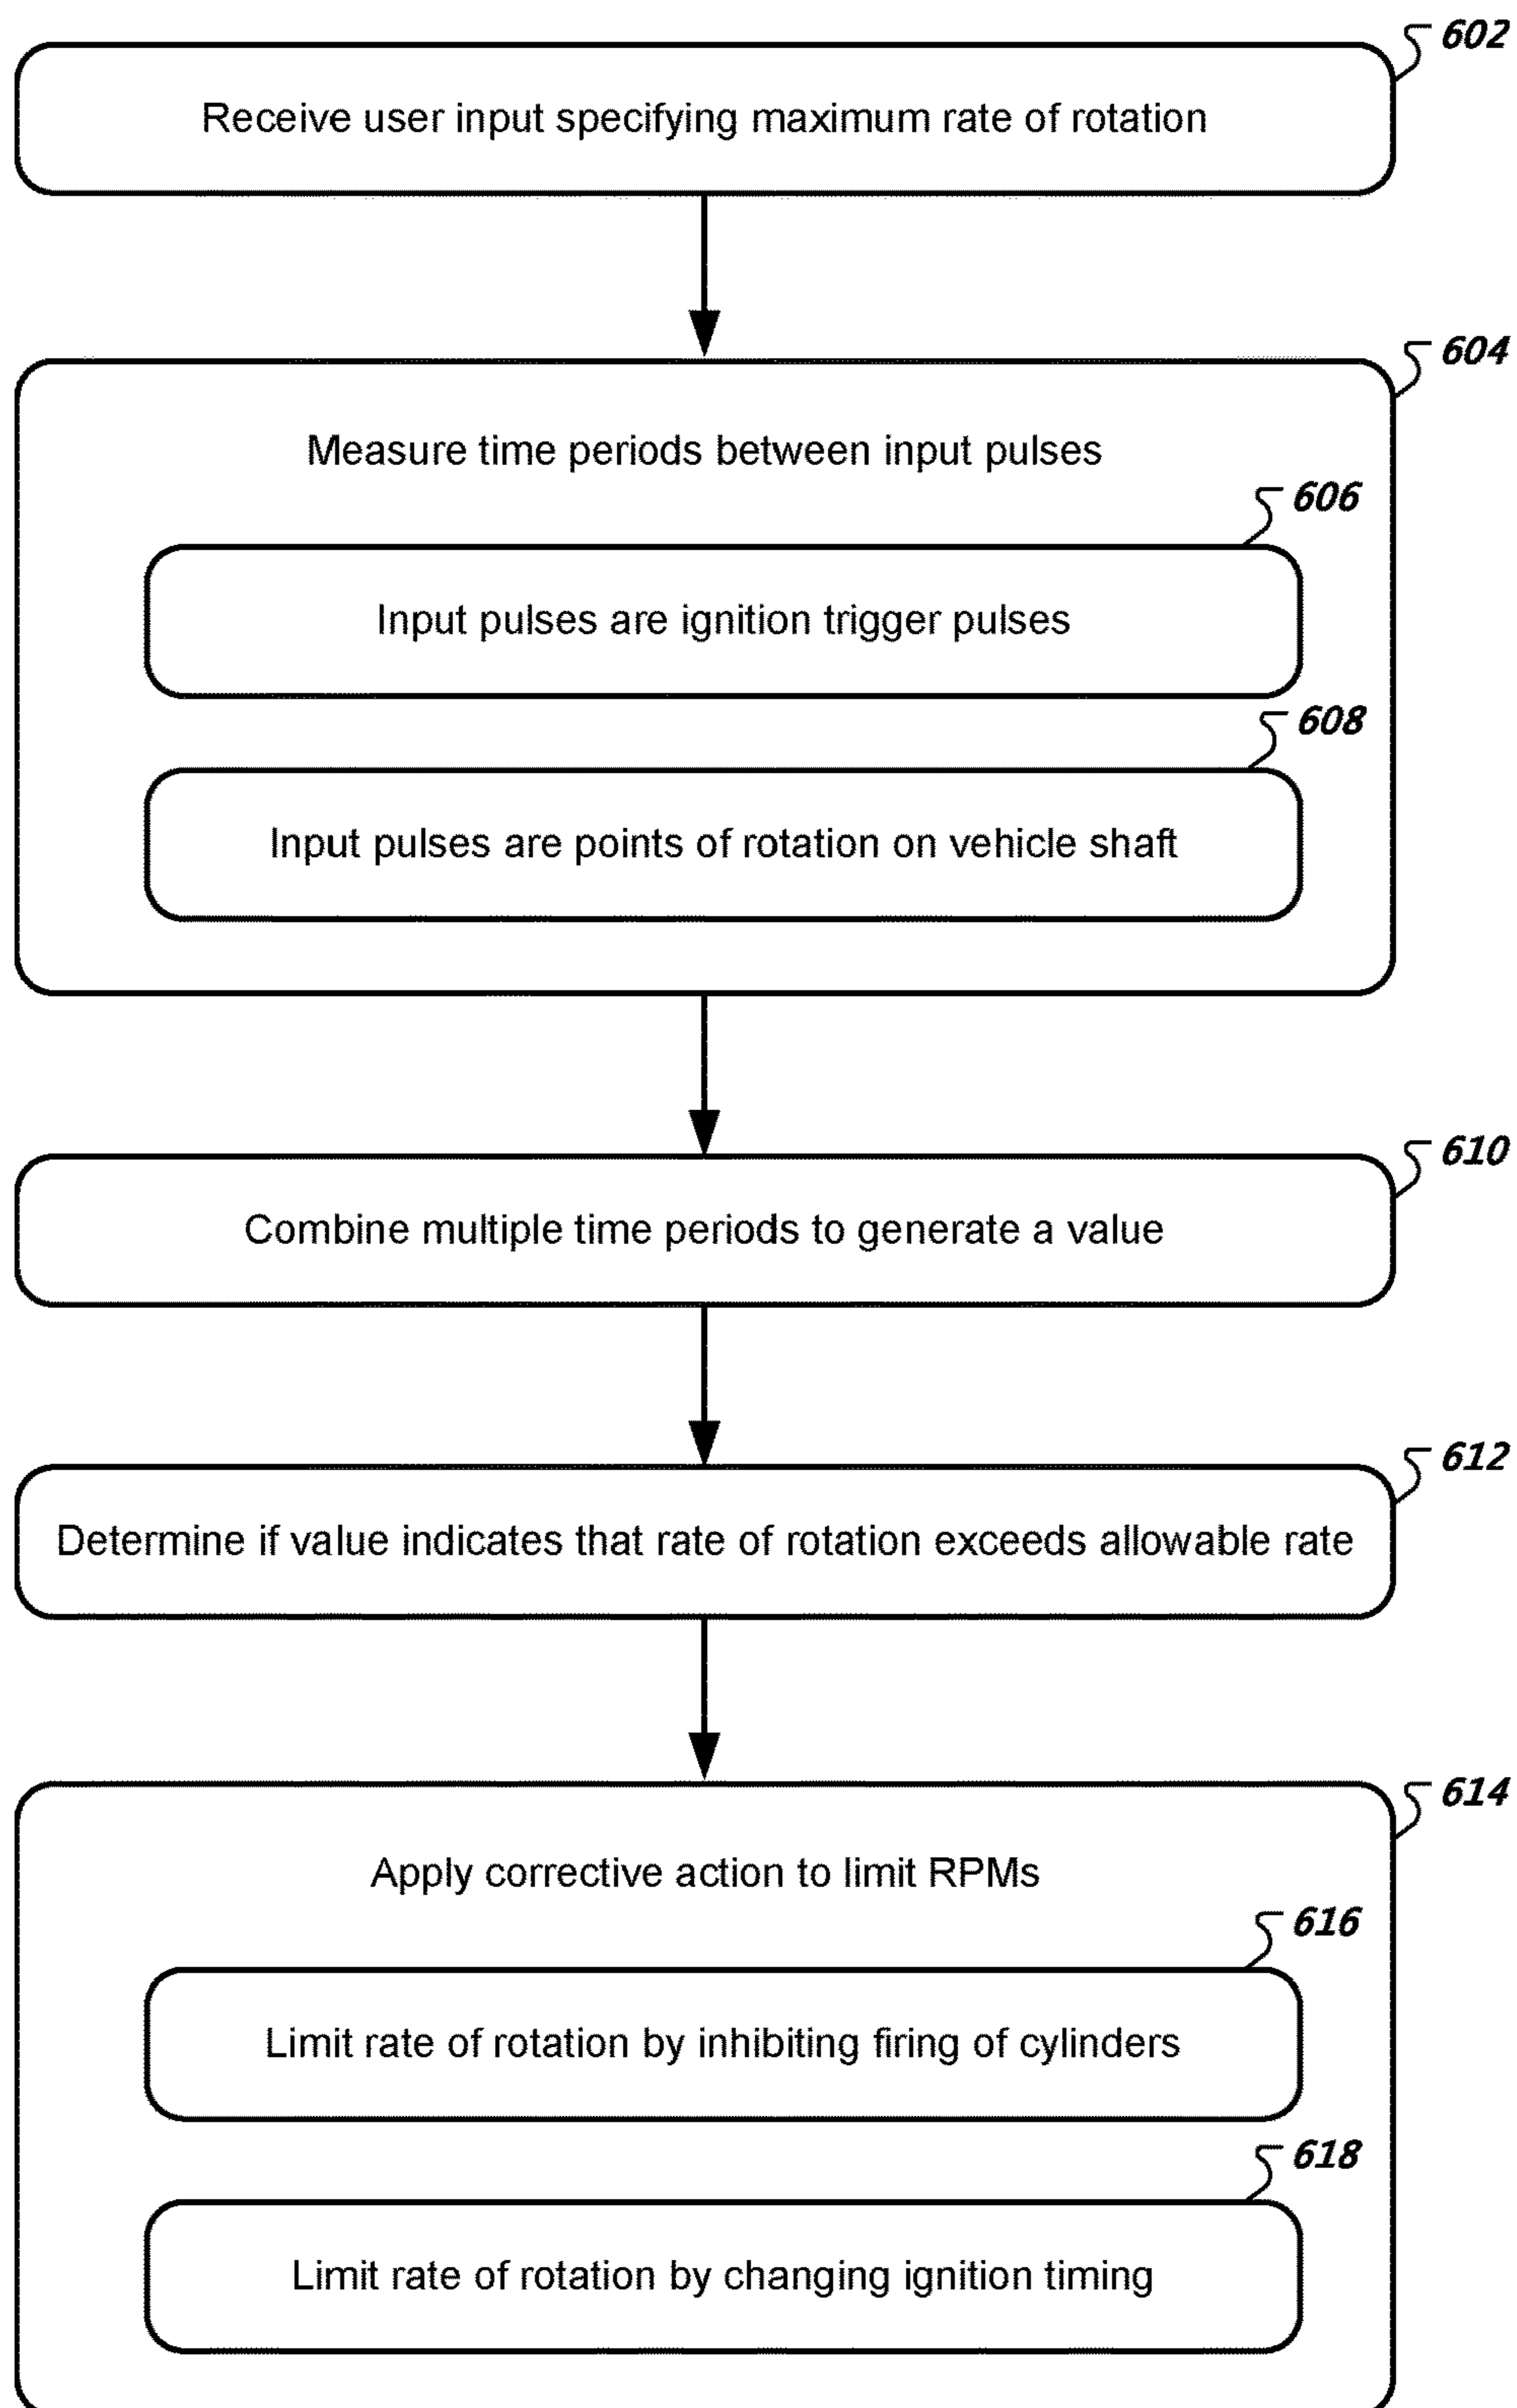 602
Receive user input specifying maximum rate of rotation
604
Measure time periods between input pulses
606
Input pulses are ignition trigger pulses
608
Input pulses are points of rotation on vehicle shaft
610
Combine multiple time periods to generate a value
612
Determine if value indicates that rate of rotation exceeds allowable rate
614
Apply corrective action to limit RPMs
616
Limit rate of rotation by inhibiting firing of cylinders
618
Limit rate of rotation by changing ignition timing